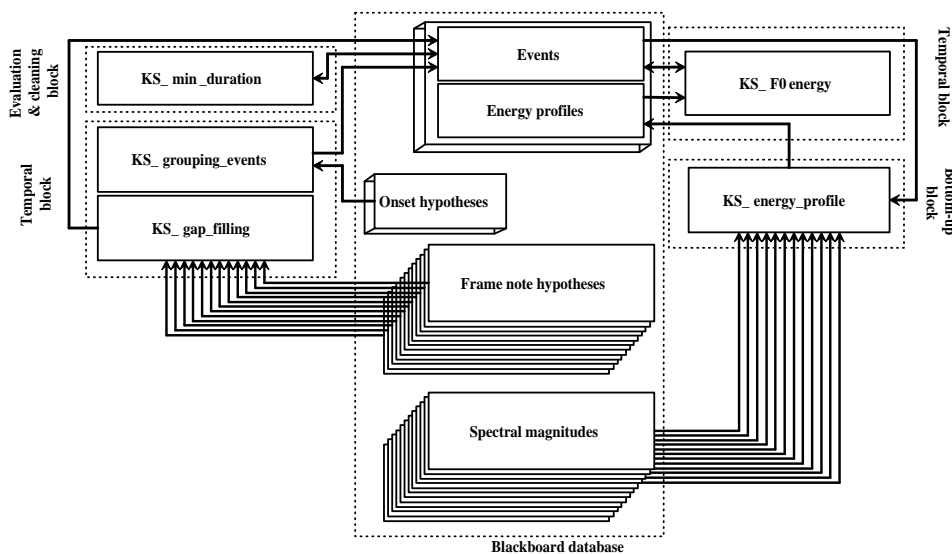 Evaluation
& cleaning
block
KS_ min_duration
Events
Energy profiles
KS_ F0 energy
Temporal block
KS_ grouping_events
KS_ gap_filling
Temporal
block
Onset hypotheses
KS_ energy_profile
Bottom-up
block
Frame note hypotheses
Spectral magnitudes
Blackboard database